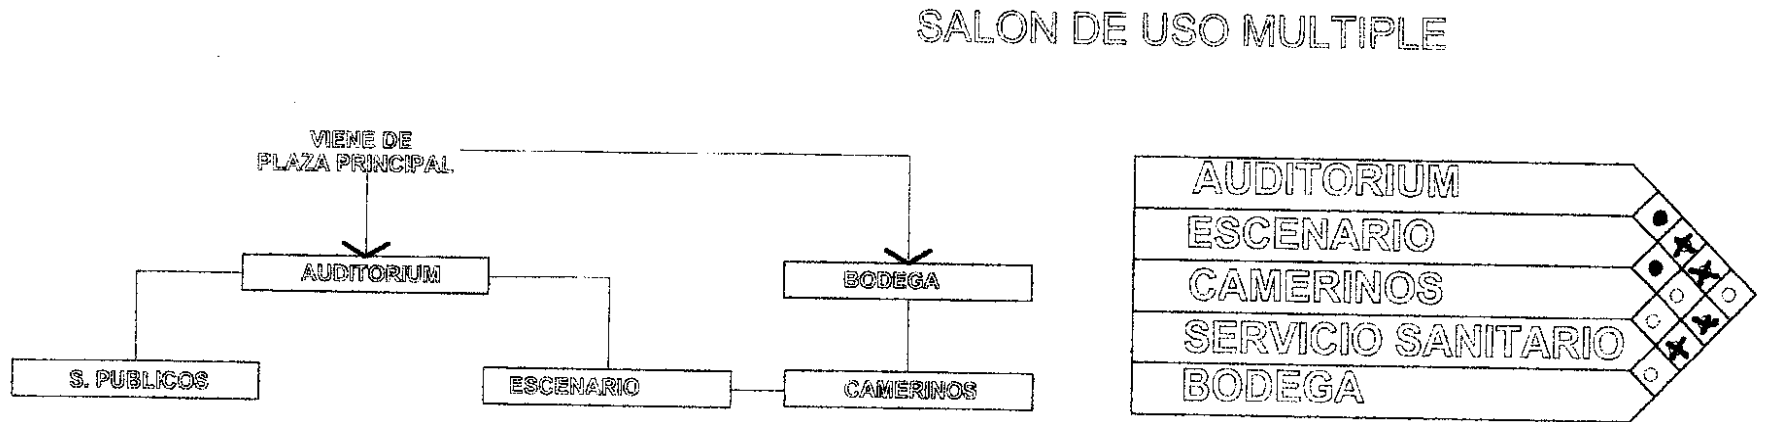 SALON DE USO MULTIPLE
VIENE DE
PLAZA PRINCIPAL.
AUDITORIUM
BODEGA
S. PUBLICOS
ESCENARIO
CAMERINOS
AUDITORIUM
ESCENARIO
CAMERINOS
SERVICIO SANITARIO
BODEGA